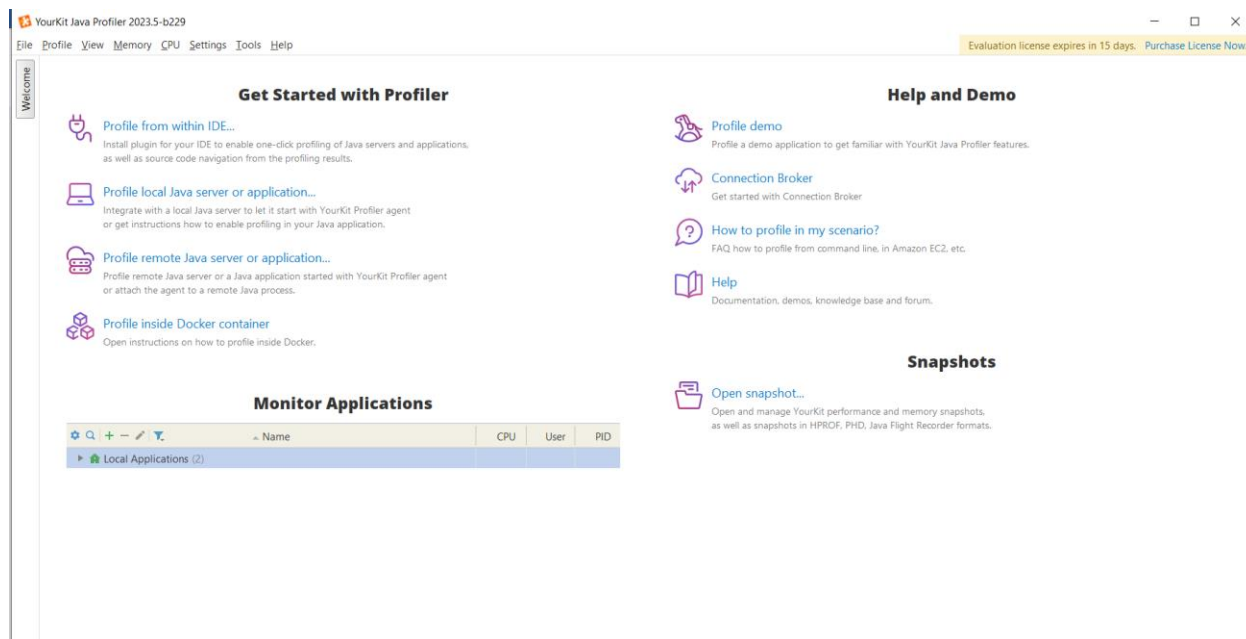 YourKit Java Profiler 2023.5-b229
File Profile View Memory CPU Settings Tools Help
Evaluation license expires in 15 days. Purchase License Now
Welcome
Get Started with Profiler
Profile from within IDE...
Install plugin for your IDE to enable one-click profiling of Java servers and applications,
as well as source code navigation from the profiling results.
Profile local Java server or application...
Integrate with a local Java server to let it start with YourKit Profiler agent
or get instructions how to enable profiling in your Java application.
Profile remote Java server or application...
Profile remote Java server or a Java application started with YourKit Profiler agent
or attach the agent to a remote Java process.
Profile inside Docker container
Open instructions on how to profile inside Docker.
Monitor Applications
Name CPU User PID
Local Applications (2)
Help and Demo
Profile demo
Profile a demo application to get familiar with YourKit Java Profiler features.
Connection Broker
Get started with Connection Broker
How to profile in my scenario?
FAQ how to profile from command line, in Amazon EC2, etc.
Help
Documentation, demos, knowledge base and forum.
Snapshots
Open snapshot...
Open and manage YourKit performance and memory snapshots,
as well as snapshots in HPROF, PHD, Java Flight Recorder formats.